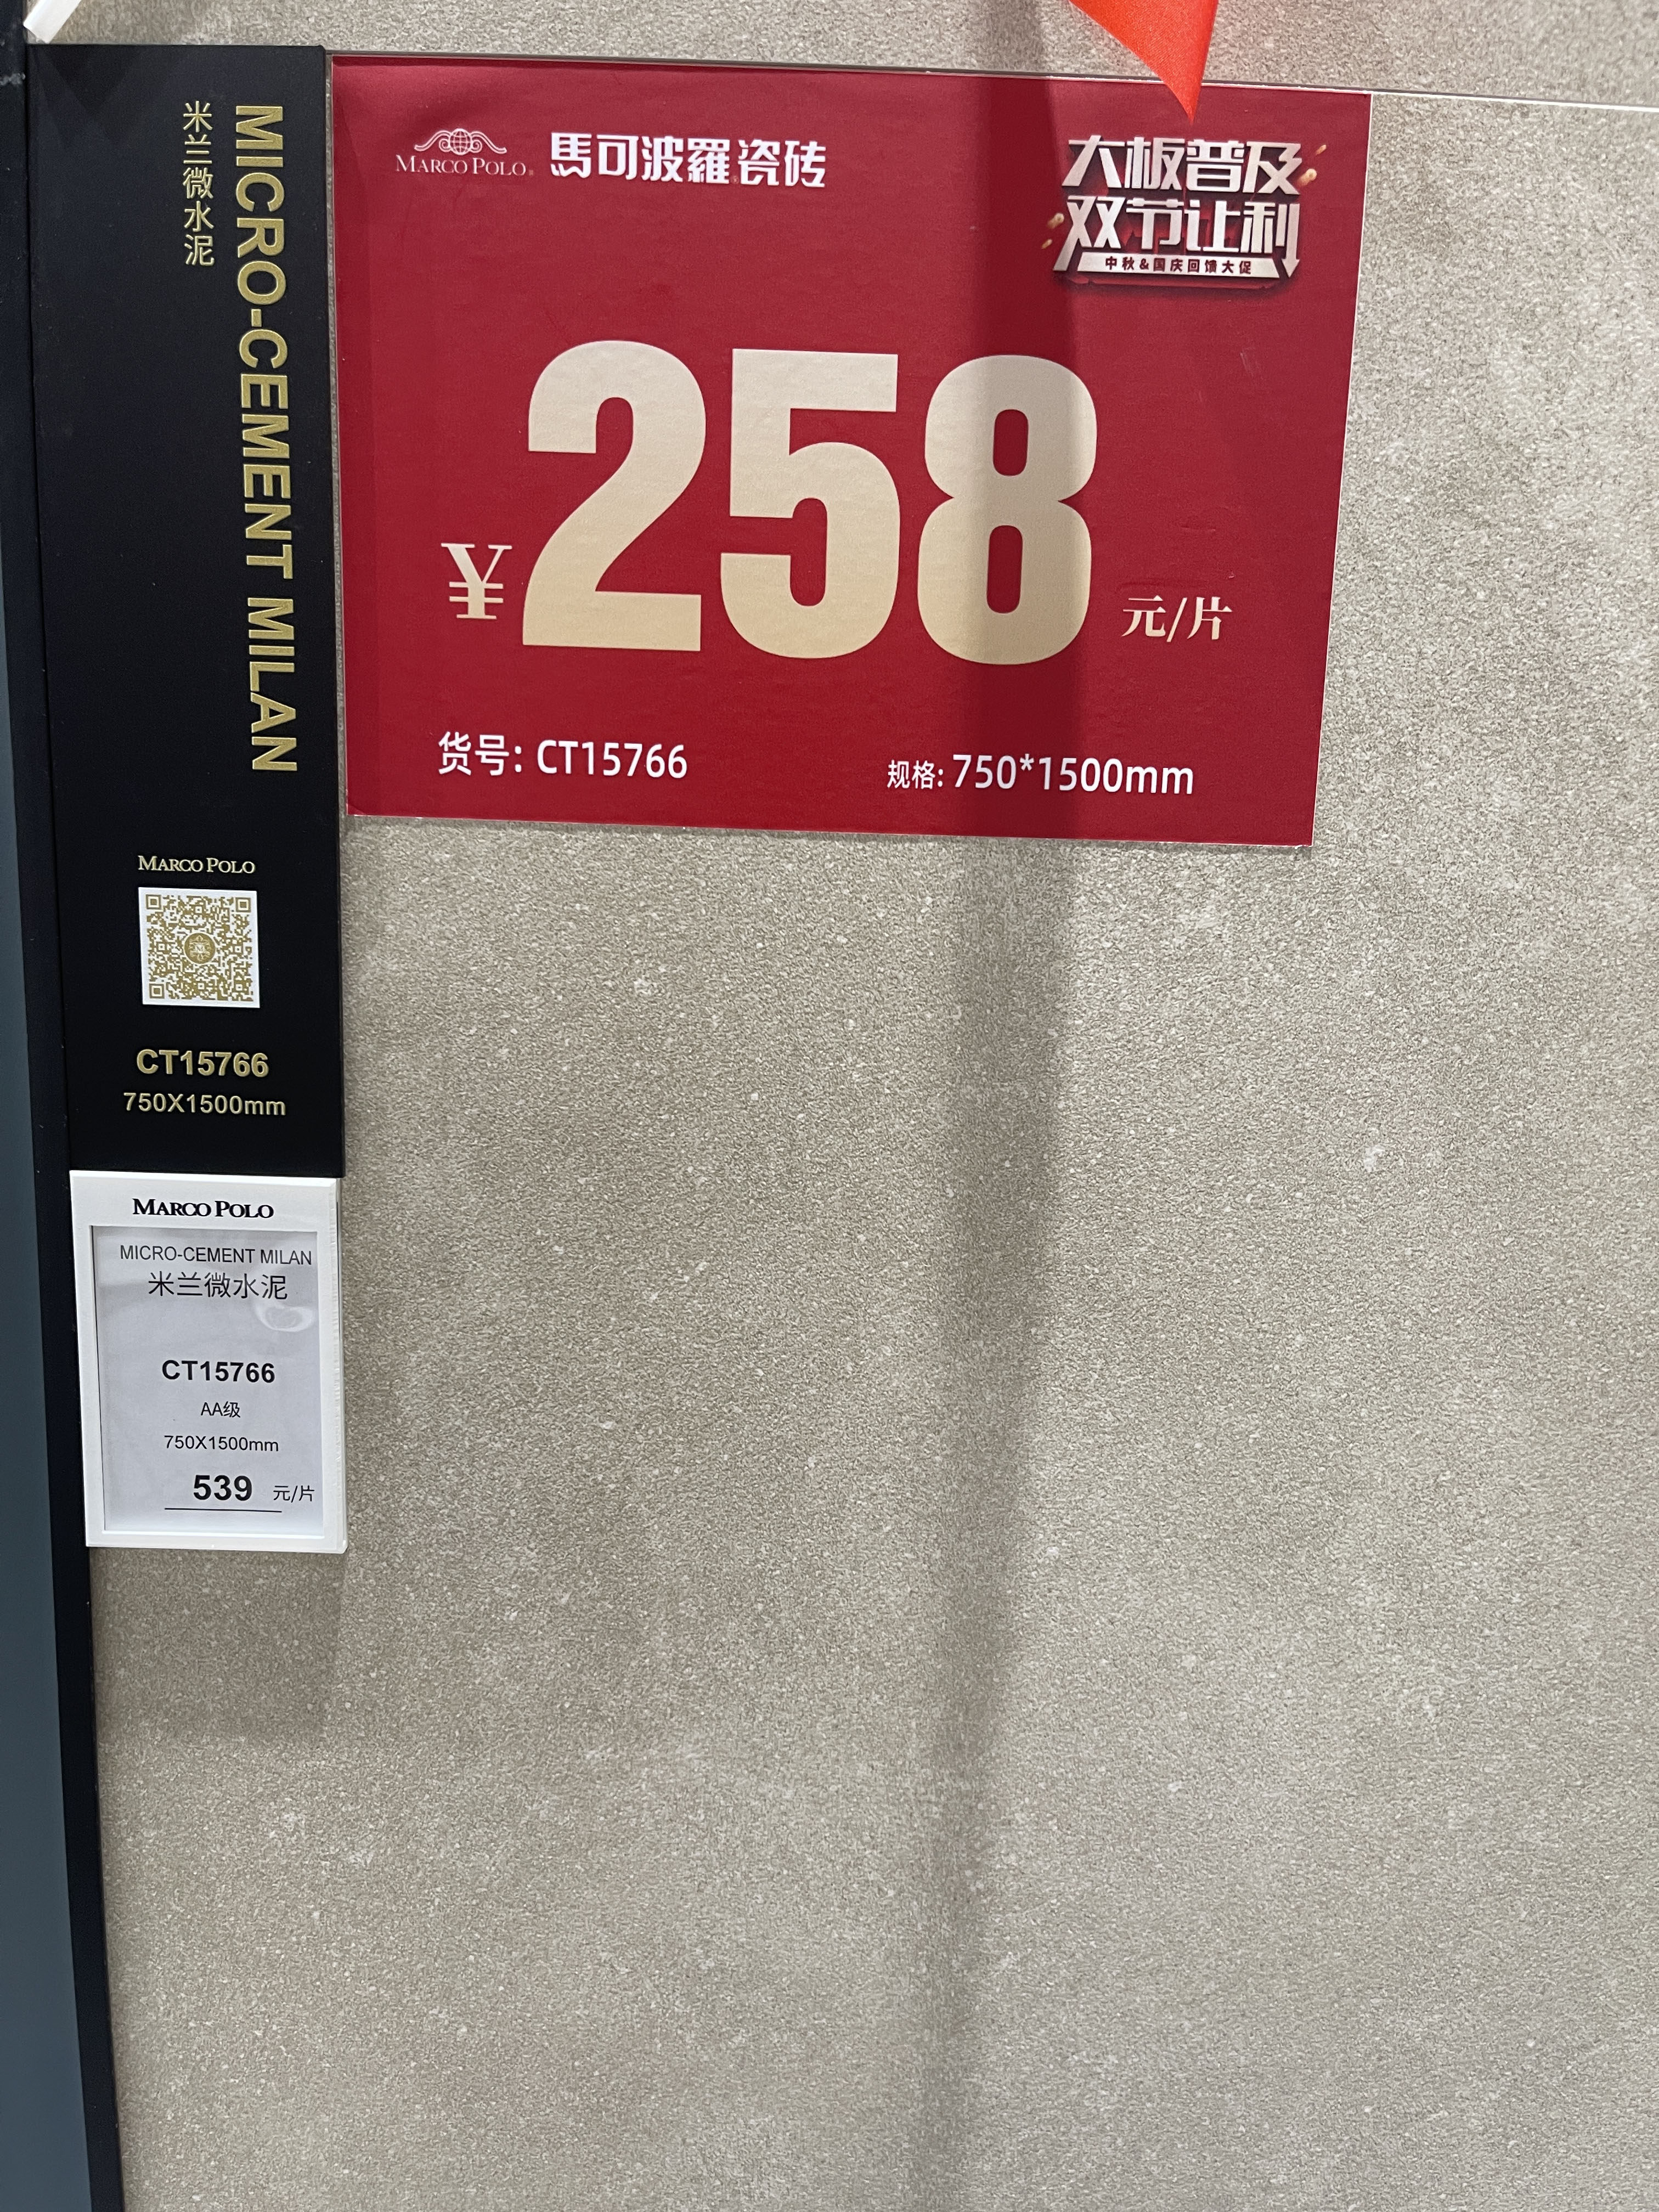 MICRO-CEMENT MILAN
米兰微水泥
MARCO POLO
CT15766
750X1500mm
MARCO POLO
馬可波羅瓷砖
大板普及
双节让利
中秋&国庆回馈大促
¥258元/片
货号: CT15766
规格: 750*1500mm
MARCO POLO
MICRO-CEMENT MILAN
米兰微水泥
CT15766
AA级
750X1500mm
539 元/片